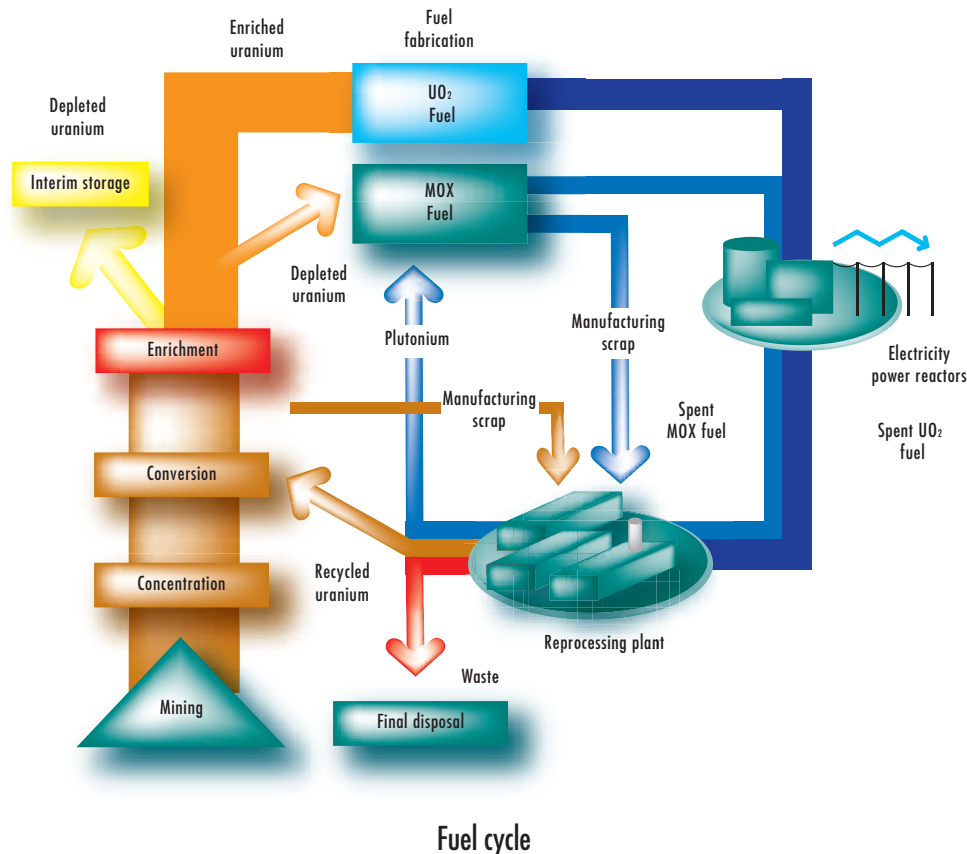 Enriched
uranium
Fuel
fabrication
Depleted
uranium
UO₂
Fuel
Interim storage
MOX
Fuel
Depleted
uranium
Plutonium
Manufacturing
scrap
Enrichment
Electricity
power reactors
Manufacturing
scrap
Spent
MOX fuel
Spent UO₂
fuel
Conversion
Concentration
Recycled
uranium
Reprocessing plant
Waste
Mining
Final disposal
Fuel cycle